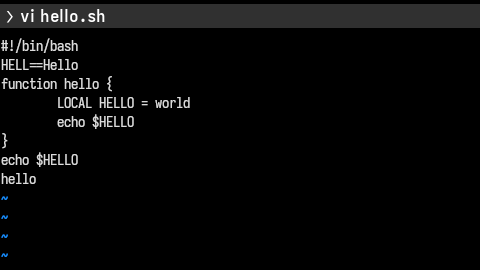 ❯ vi hello.sh
#!/bin/bash
HELL==Hello
function hello {
        LOCAL HELLO = world
        echo $HELLO
}
echo $HELLO
hello
~
~
~
~